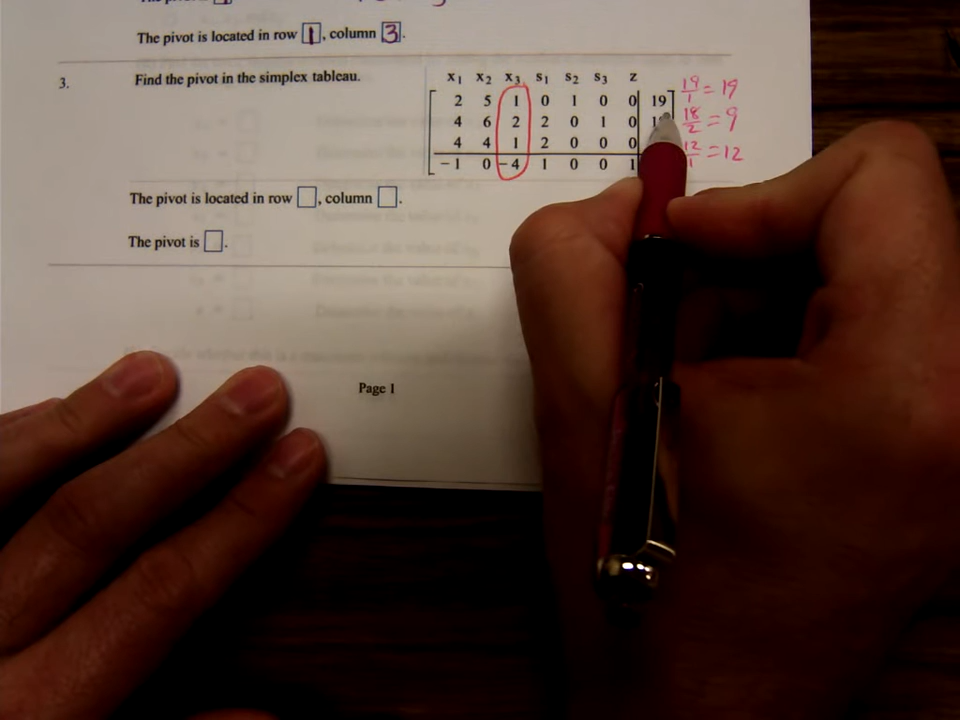 The pivot is located in row 1, column 3.
3. Find the pivot in the simplex tableau.
x1 x2 x3 s1 s2 s3 z
2 5 1 0 1 0 0 19 19/1 = 19
4 6 2 2 0 1 0 18/2 = 9
4 4 1 2 0 0 0 12/1 = 12
-1 0 -4 1 0 0 1
The pivot is located in row , column .
The pivot is .
Page 1